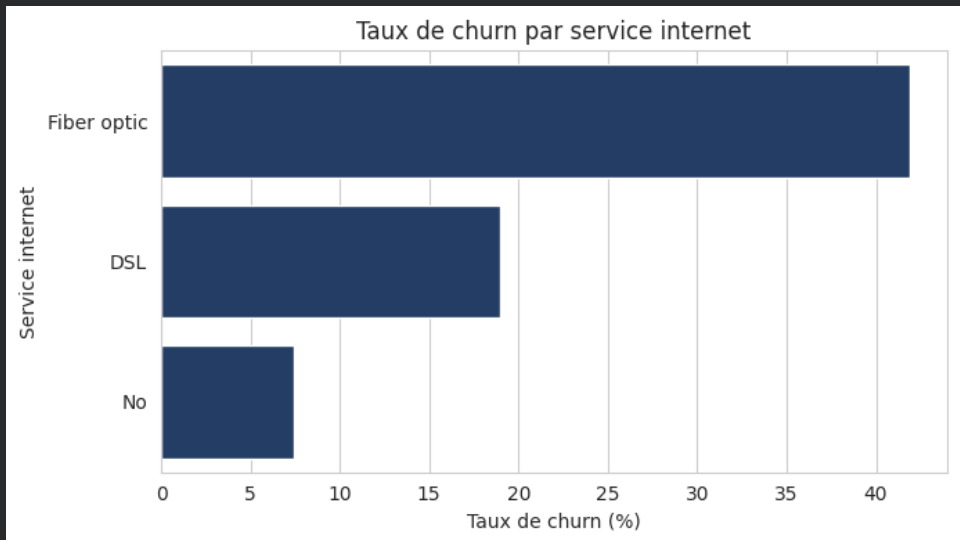 Taux de churn par service internet
Service internet
Fiber optic
DSL
No
0 5 10 15 20 25 30 35 40
Taux de churn (%)